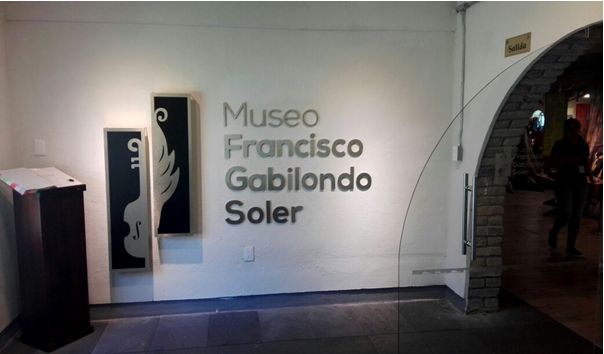 Museo
Francisco
Gabilondo
Soler
Salida